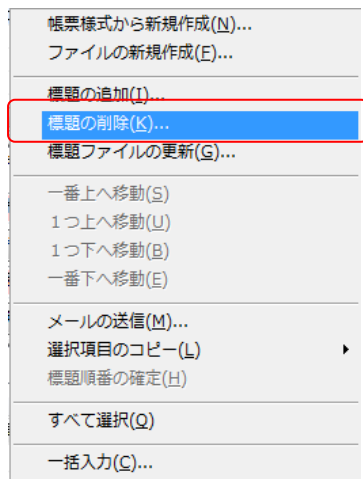 帳票様式から新規作成(N)...
ファイルの新規作成(F)...
標題の追加(I)...
標題の削除(K)...
標題ファイルの更新(G)...
一番上へ移動(S)
１つ上へ移動(U)
１つ下へ移動(B)
一番下へ移動(E)
メールの送信(M)...
選択項目のコピー(L)
標題順番の確定(H)
すべて選択(Q)
一括入力(C)...